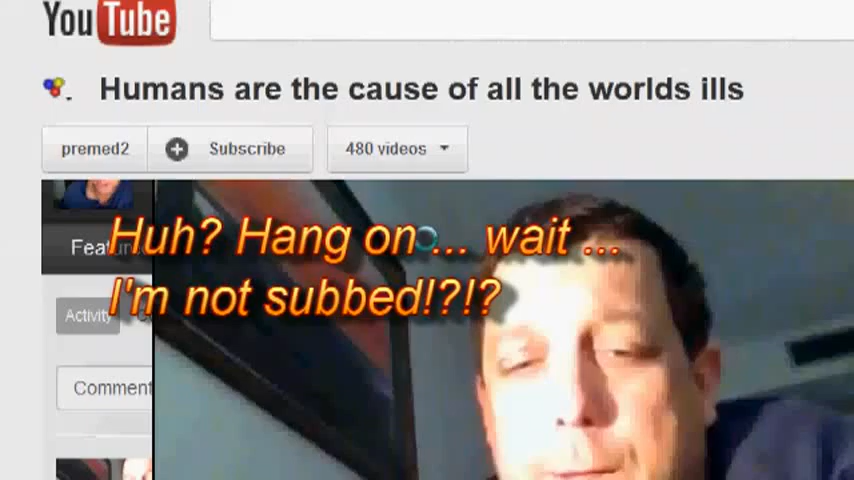 YouTube
Humans are the cause of all the worlds ills
premed2 Subscribe 480 videos
Huh? Hang on ... wait ...
I'm not subbed!?!?
Activity
Comment